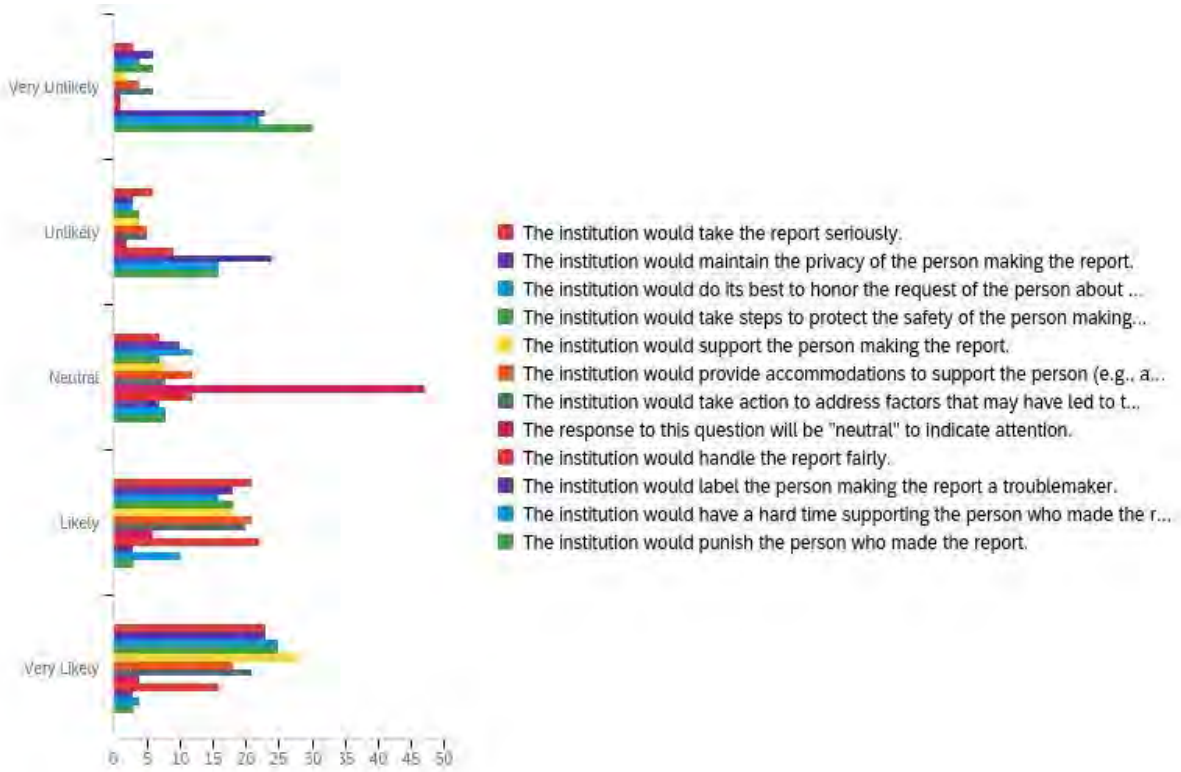 Very Unlikely
Unlikely
Neutral
Likely
Very Likely
0 5 10 15 20 25 30 35 40 45 50
The institution would take the report seriously.
The institution would maintain the privacy of the person making the report.
The institution would do its best to honor the request of the person about ...
The institution would take steps to protect the safety of the person making...
The institution would support the person making the report.
The institution would provide accommodations to support the person (e.g., a...
The institution would take action to address factors that may have led to t...
The response to this question will be "neutral" to indicate attention.
The institution would handle the report fairly.
The institution would label the person making the report a troublemaker.
The institution would have a hard time supporting the person who made the r...
The institution would punish the person who made the report.